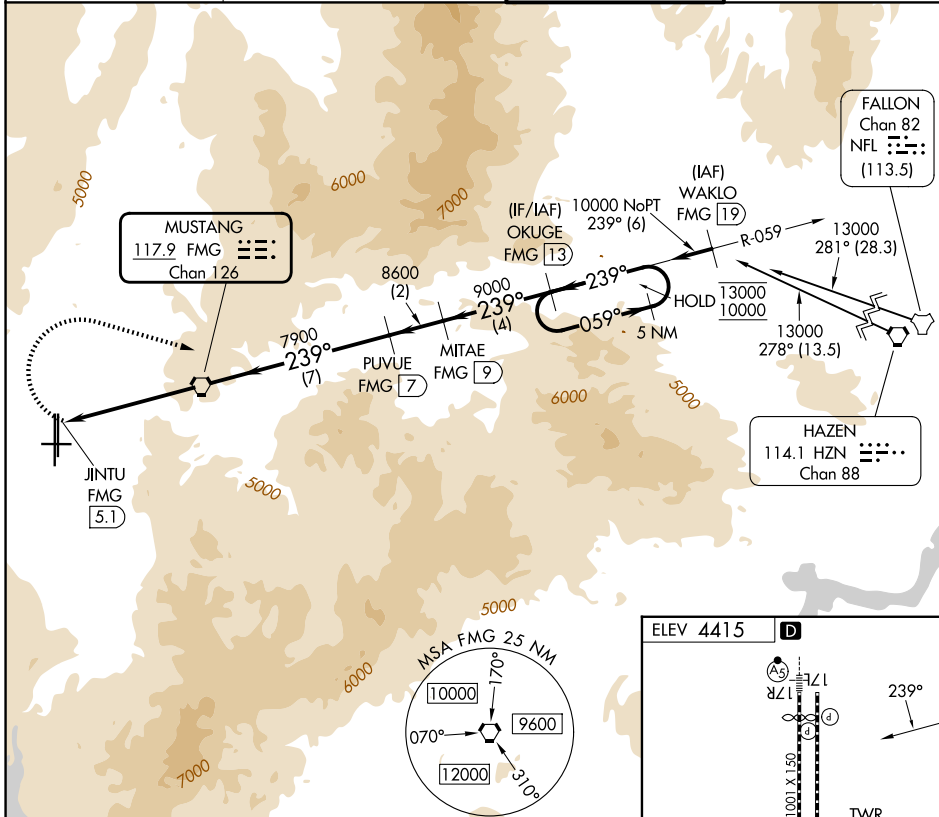 5000
6000
7000
MUSTANG
117.9 FMG
Chan 126
FALLON
Chan 82
NFL
(113.5)
(IAF)
WAKLO
FMG 19
10000 NoPT
239° (6)
(IF/IAF)
OKUGE
FMG 13
R-059
13000
281° (28.3)
8600
(2)
9000
239°
(4)
239°
059°
HOLD
13000
10000
5 NM
13000
278° (13.5)
7900
239°
(7)
PUVUE
FMG 7
MITAE
FMG 9
6000
5000
HAZEN
114.1 HZN
Chan 88
JINTU
FMG
5.1
5000
5000
6000
7000
MSA FMG 25 NM
170°
10000
9600
070°
12000
310°
ELEV 4415 D
A5
17R
17L
P
P
239°
1001 X 150
TWR